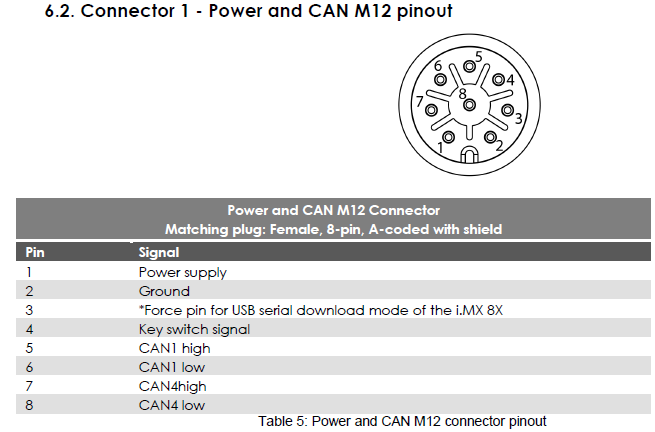 6.2. Connector 1 - Power and CAN M12 pinout
5
6
4
8
7
3
1
2
Power and CAN M12 Connector
Matching plug: Female, 8-pin, A-coded with shield
Pin Signal
1 Power supply
2 Ground
3 *Force pin for USB serial download mode of the i.MX 8X
4 Key switch signal
5 CAN1 high
6 CAN1 low
7 CAN4high
8 CAN4 low
Table 5: Power and CAN M12 connector pinout